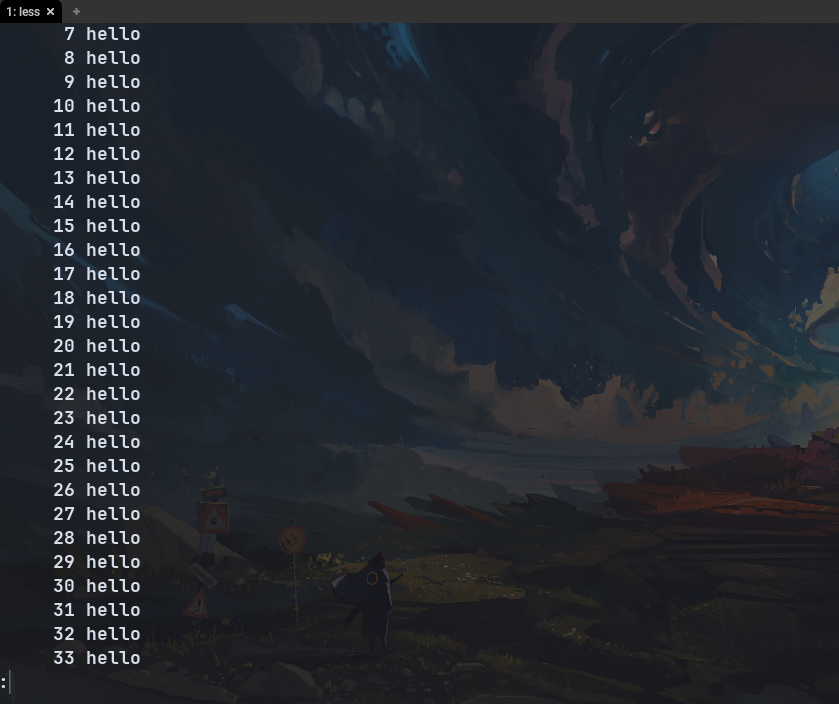 1: less × +
7 hello
8 hello
9 hello
10 hello
11 hello
12 hello
13 hello
14 hello
15 hello
16 hello
17 hello
18 hello
19 hello
20 hello
21 hello
22 hello
23 hello
24 hello
25 hello
26 hello
27 hello
28 hello
29 hello
30 hello
31 hello
32 hello
33 hello
: